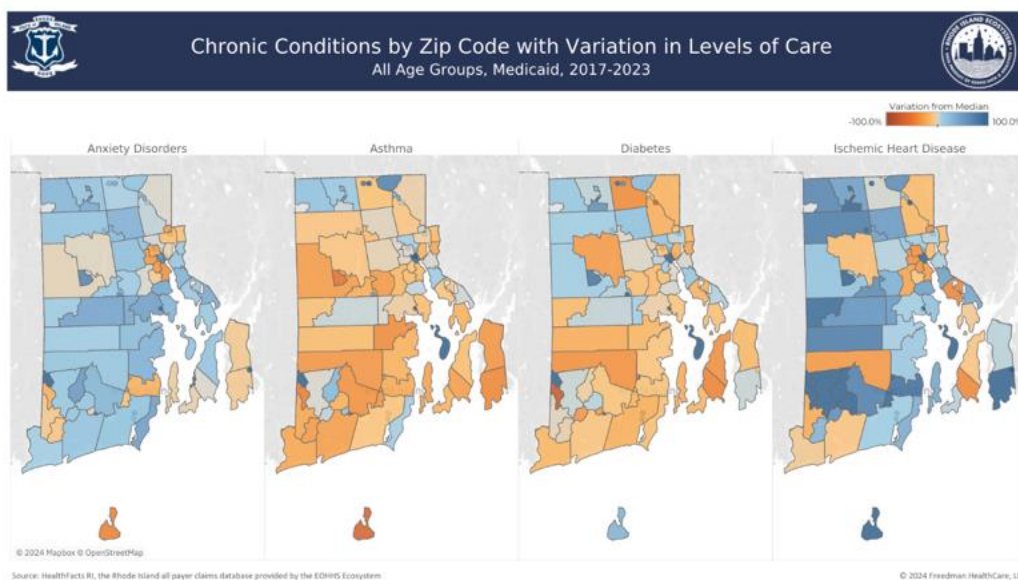 Chronic Conditions by Zip Code with Variation in Levels of Care
All Age Groups, Medicaid, 2017-2023
Variation from Median
-100.0% 100.0%
Anxiety Disorders
Asthma
Diabetes
Ischemic Heart Disease
© 2024 Mapbox © OpenStreetMap
Source: HealthFacts RI, the Rhode Island all payer claims database provided by the EOHHS Ecosystem
© 2024 Freedman HealthCare, L